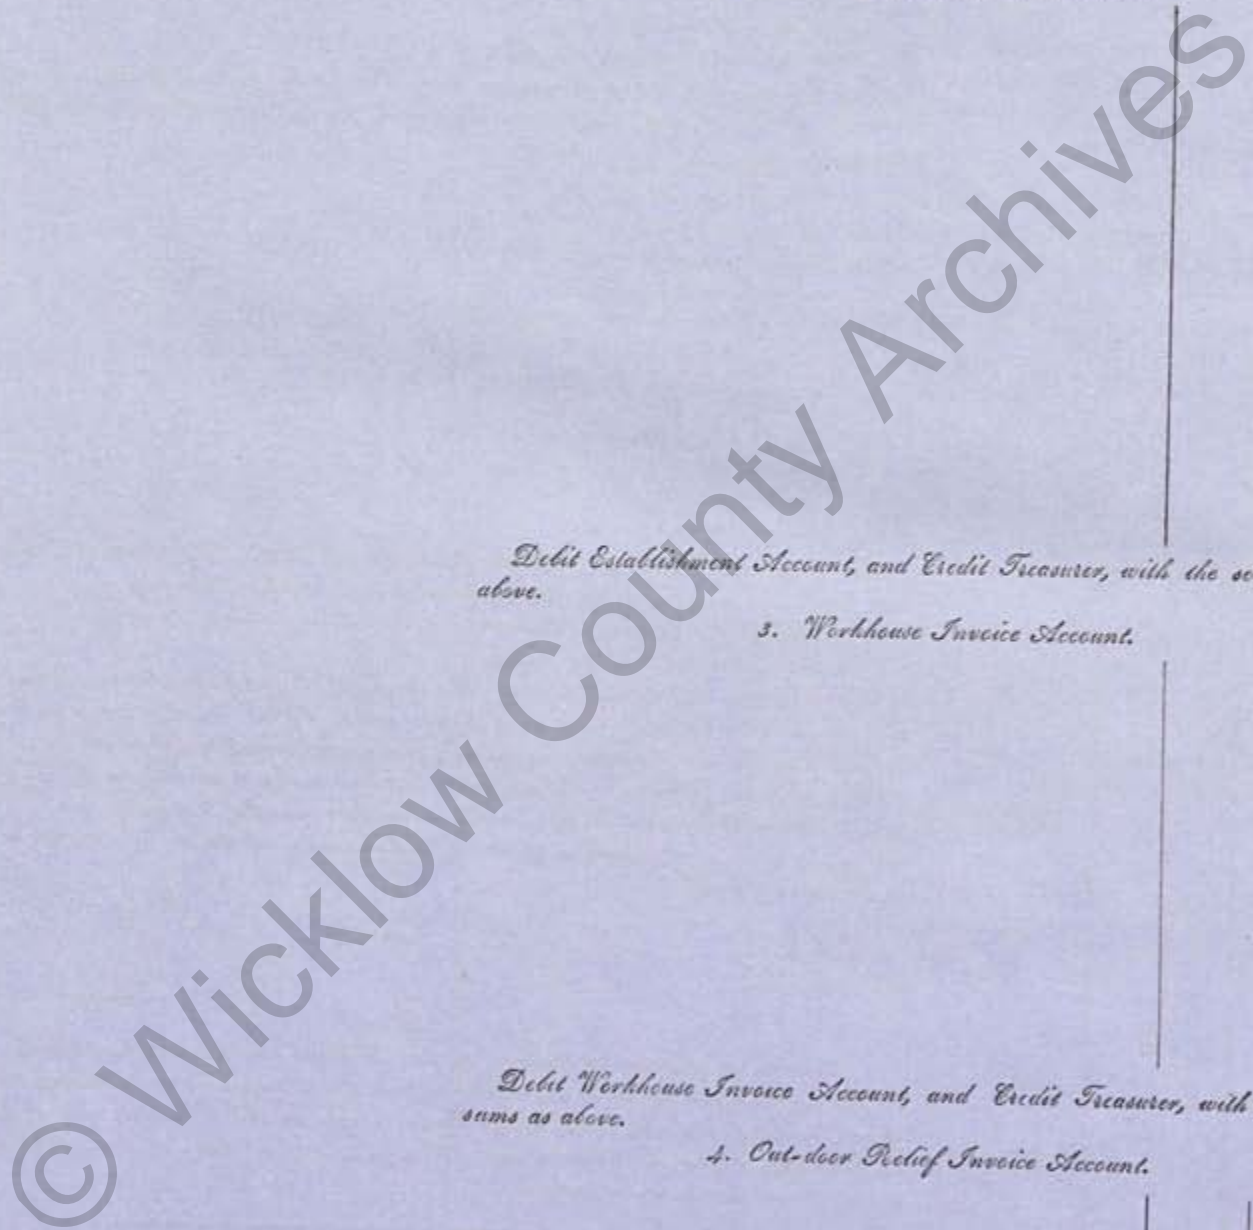 Debit Establishment Account, and Credit Treasurer, with the
above.
3. Workhouse Invoice Account.
Debit Workhouse Invoice Account, and Credit Treasurer, with
sums as above.
4. Out-door Relief Invoice Account.
© Wicklow County Archives